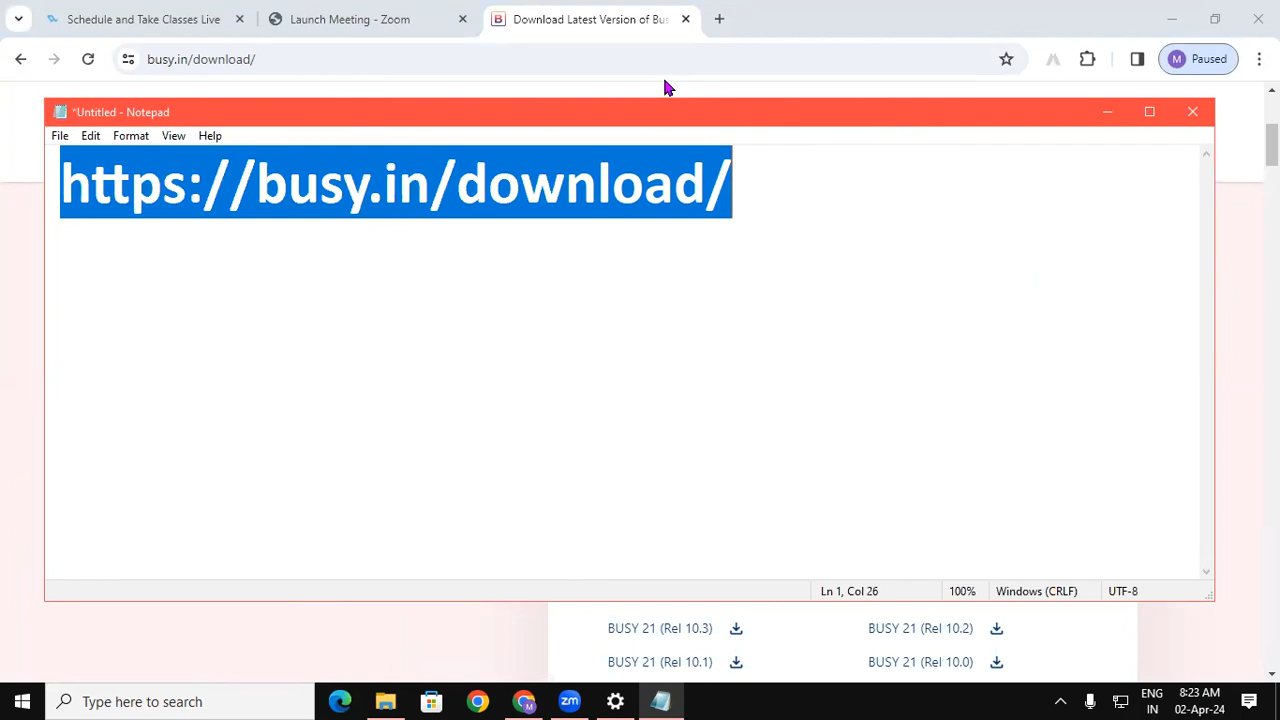 Schedule and Take Classes Live
Launch Meeting - Zoom
Download Latest Version of Bus
busy.in/download/
M Paused
*Untitled - Notepad
File Edit Format View Help
https://busy.in/download/
Ln 1, Col 26
100%
Windows (CRLF)
UTF-8
BUSY 21 (Rel 10.3)
BUSY 21 (Rel 10.2)
BUSY 21 (Rel 10.1)
BUSY 21 (Rel 10.0)
Type here to search
M
zm
ENG
IN
8:23 AM
02-Apr-24